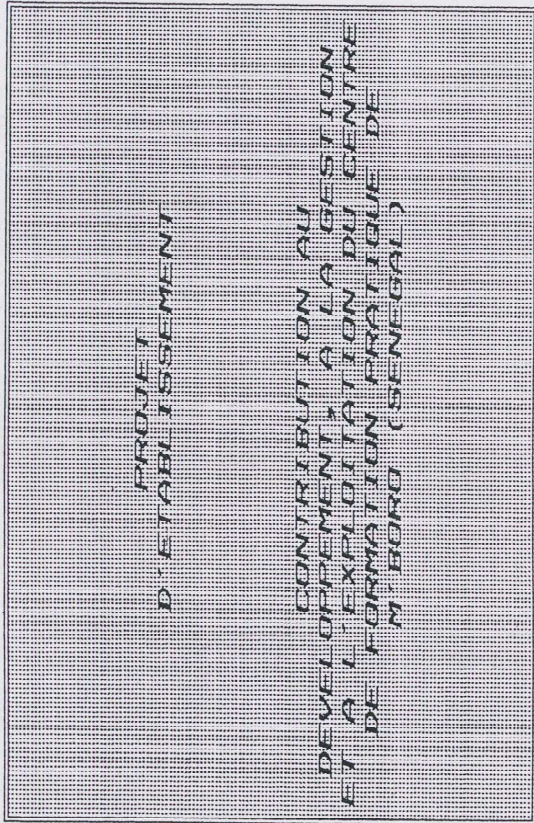 PROJET
D'ETABLISSEMENT
CONTRIBUTION AU
DEVELOPPEMENT, A LA GESTION
ET A L'EXPLOITATION DU CENTRE
DE FORMATION PRATIQUE DE
M'BORO (SENEGAL)